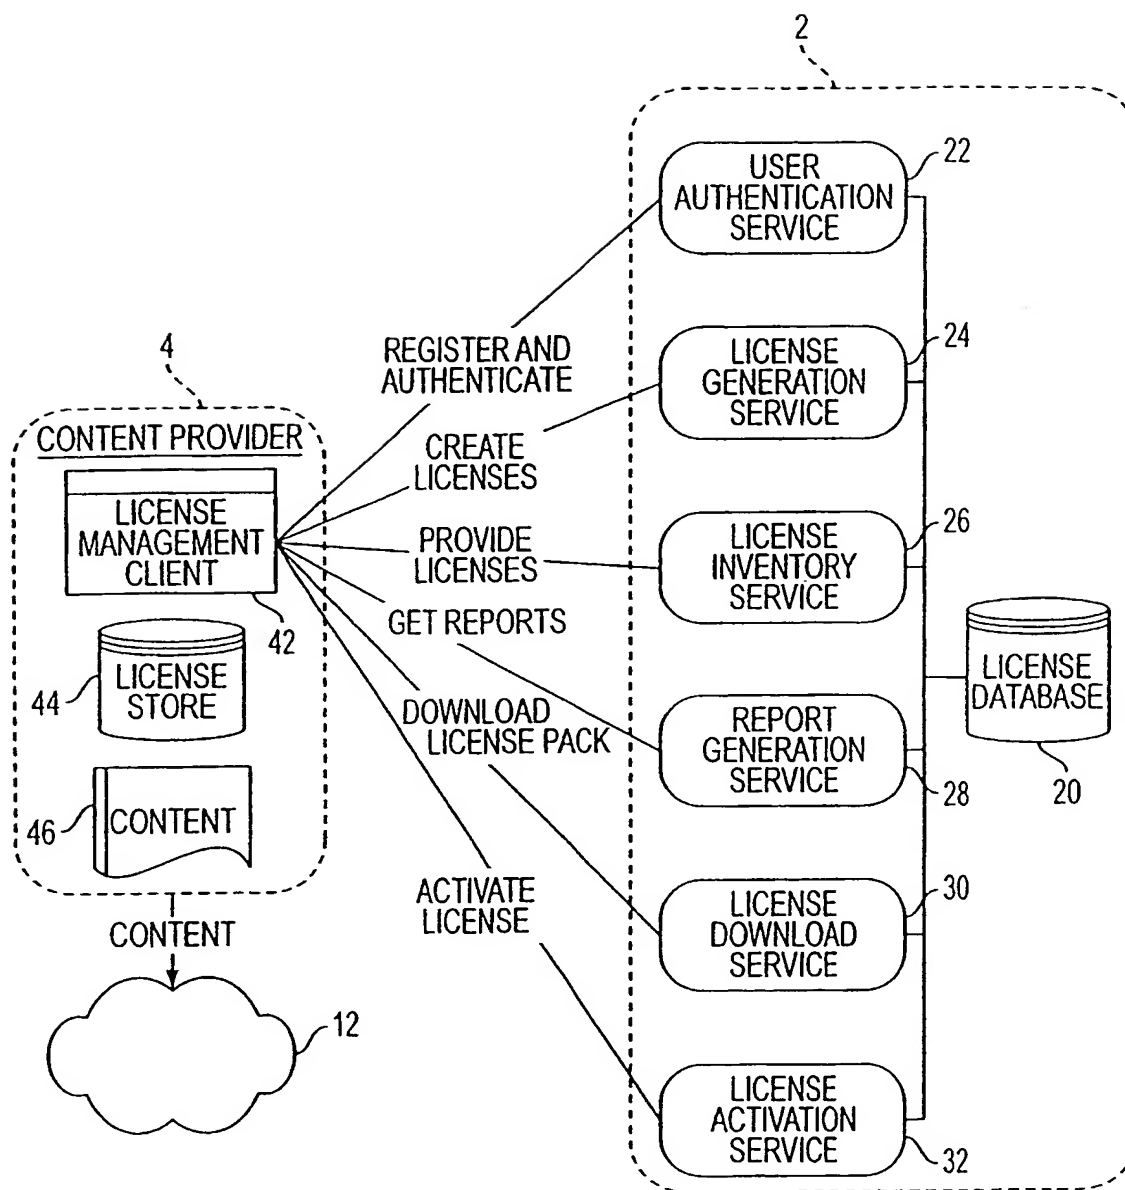 2
USER
AUTHENTICATION
SERVICE
22
4
REGISTER AND
AUTHENTICATE
LICENSE
GENERATION
SERVICE
24
CONTENT PROVIDER
LICENSE
MANAGEMENT
CLIENT
42
CREATE
LICENSES
PROVIDE
LICENSES
LICENSE
INVENTORY
SERVICE
26
GET REPORTS
44
LICENSE
STORE
LICENSE
DATABASE
20
DOWNLOAD
LICENSE PACK
REPORT
GENERATION
SERVICE
28
46
CONTENT
ACTIVATE
LICENSE
LICENSE
DOWNLOAD
SERVICE
30
CONTENT
12
LICENSE
ACTIVATION
SERVICE
32